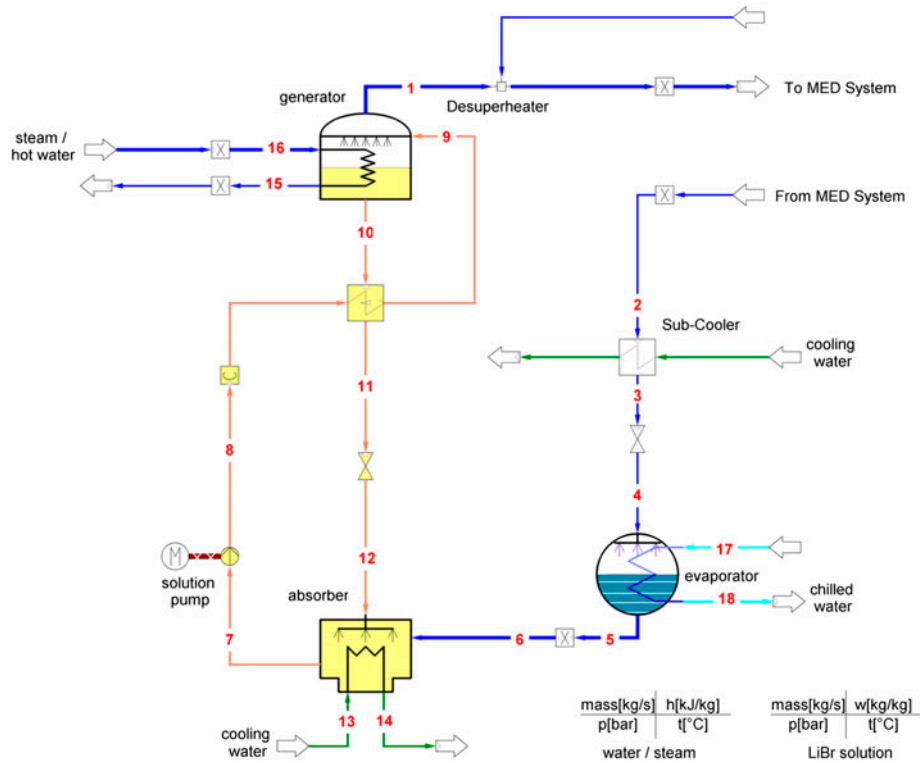 1
To MED System
generator
Desuperheater
steam /
hot water
16
9
15
From MED System
10
2
Sub-Cooler
cooling
water
11
3
8
4
M
12
17
solution
pump
absorber
evaporator
18
chilled
water
7
6
5
13
14
cooling
water
mass[kg/s] h[kJ/kg]
p[bar] t[°C]
water / steam
mass[kg/s] w[kg/kg]
p[bar] t[°C]
LiBr solution